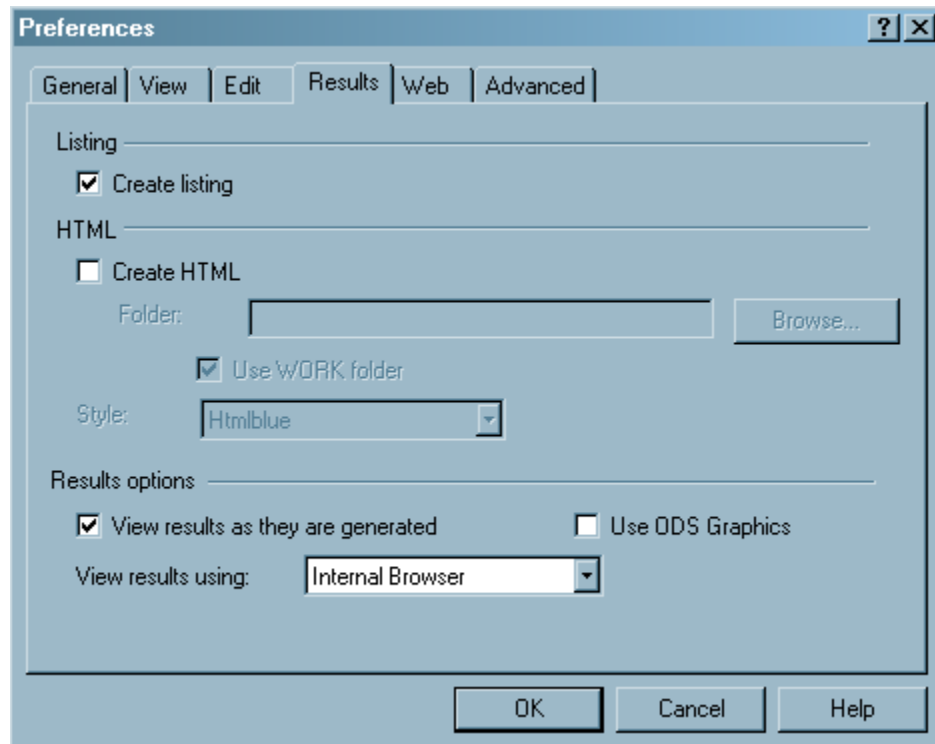 Preferences
General View Edit Results Web Advanced
Listing
Create listing
HTML
Create HTML
Folder: Browse...
Use WORK folder
Style: Htmlblue
Results options
View results as they are generated Use ODS Graphics
View results using: Internal Browser
OK Cancel Help